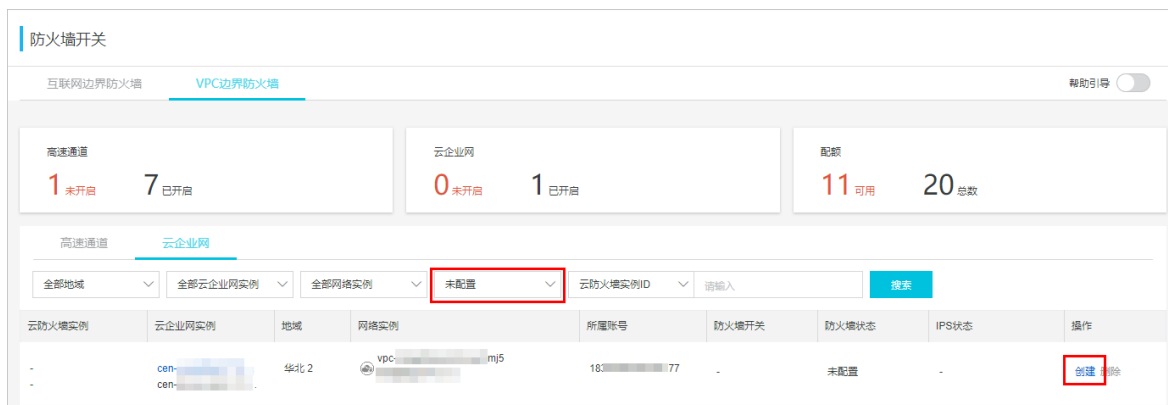 防火墙开关
互联网边界防火墙 VPC边界防火墙 帮助引导
高速通道 云企业网 配额
1 未开启 7 已开启 0 未开启 1 已开启 11 可用 20 总数
高速通道 云企业网
全部地域 全部云企业网实例 全部网络实例 未配置 云防火墙实例ID 请输入 搜索
云防火墙实例 云企业网实例 地域 网络实例 所属账号 防火墙开关 防火墙状态 IPS状态 操作
- cen- 华北 2 vpc- mj5 18 77 - 未配置 - 创建 删除
- cen-